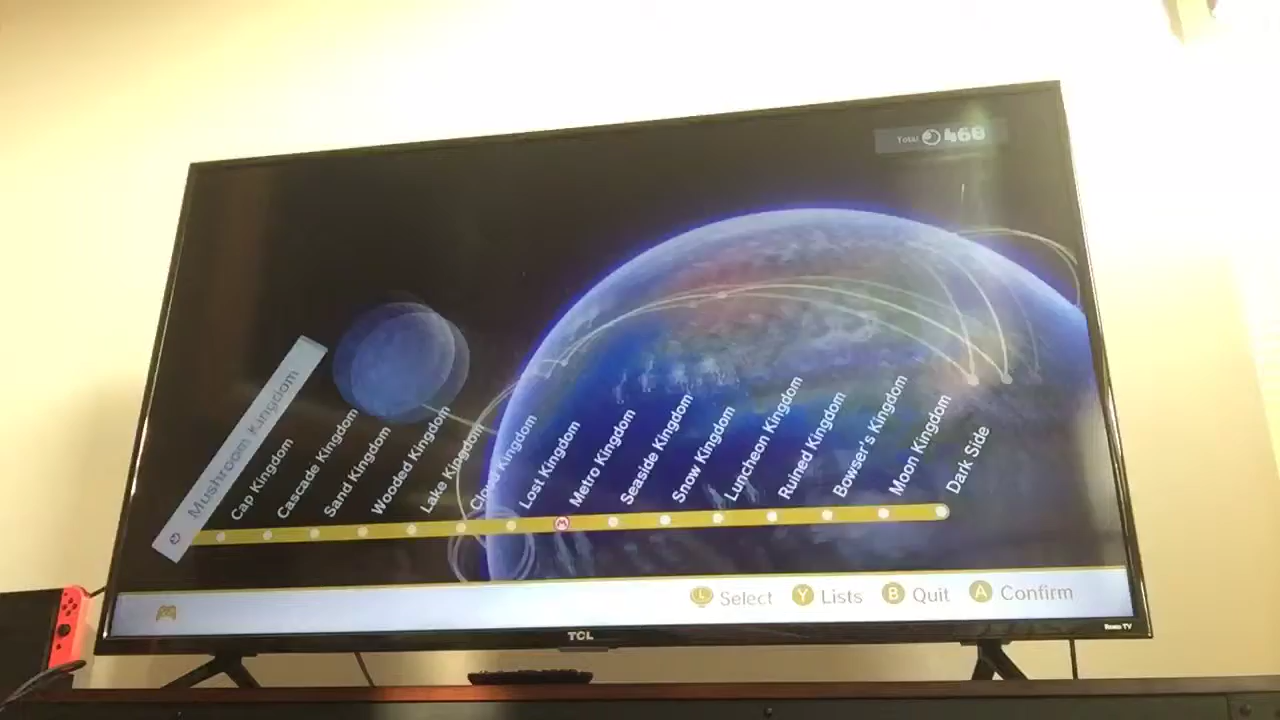 Total 468
Mushroom Kingdom
Cap Kingdom
Cascade Kingdom
Sand Kingdom
Wooded Kingdom
Lake Kingdom
Cloud Kingdom
Lost Kingdom
Metro Kingdom
Seaside Kingdom
Snow Kingdom
Luncheon Kingdom
Ruined Kingdom
Bowser's Kingdom
Moon Kingdom
Dark Side
L Select Y Lists B Quit A Confirm
TCL
Roku TV